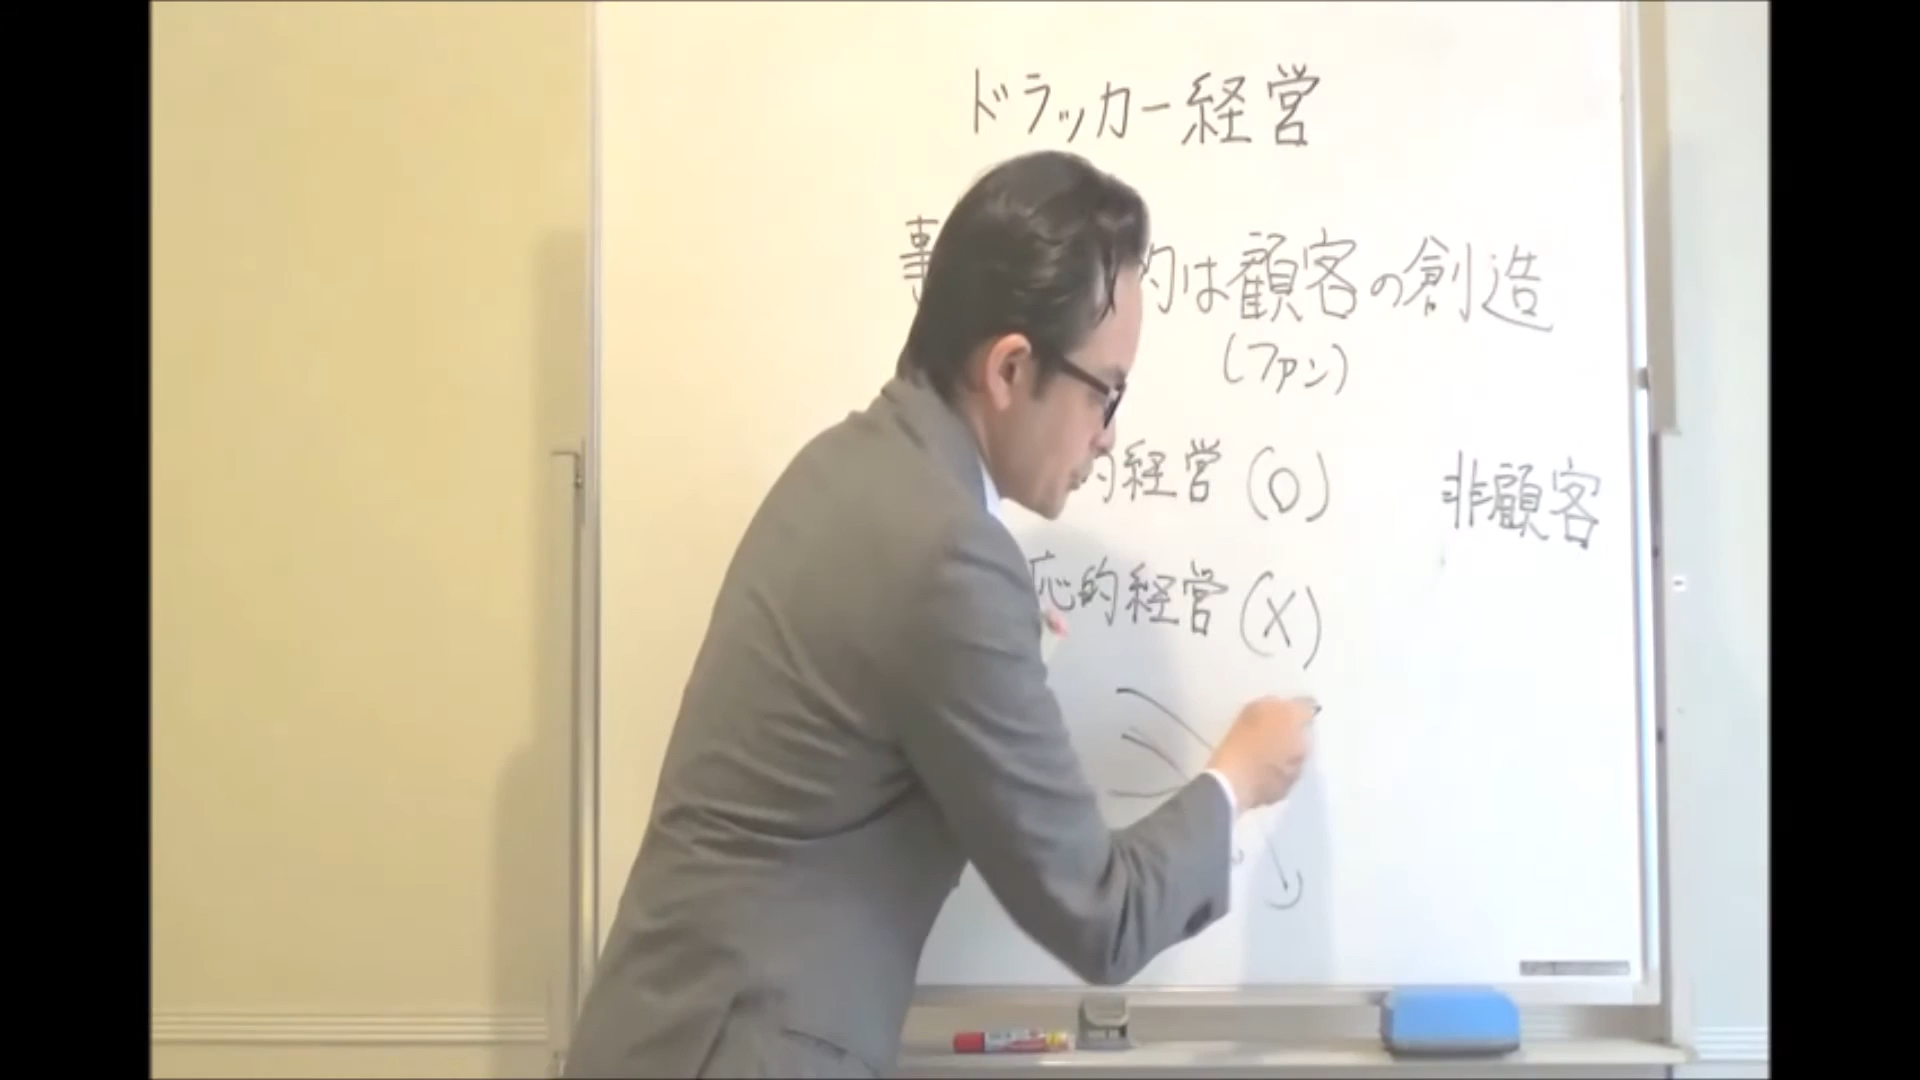 ドラッカー経営
事 的は顧客の創造
(ファン)
的経営(O)
非顧客
応的経営(X)